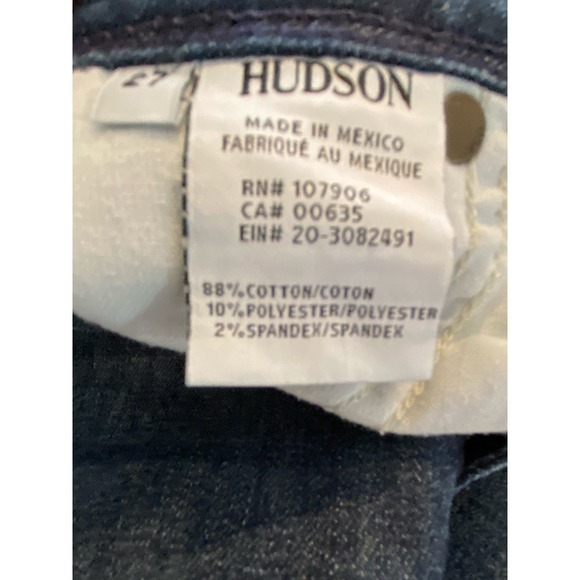 27
HUDSON
MADE IN MEXICO
FABRIQUÉ AU MEXIQUE
RN# 107906
CA# 00635
EIN# 20-3082491
88%COTTON/COTON
10%POLYESTER/POLYESTER
2%SPANDEX/SPANDEX